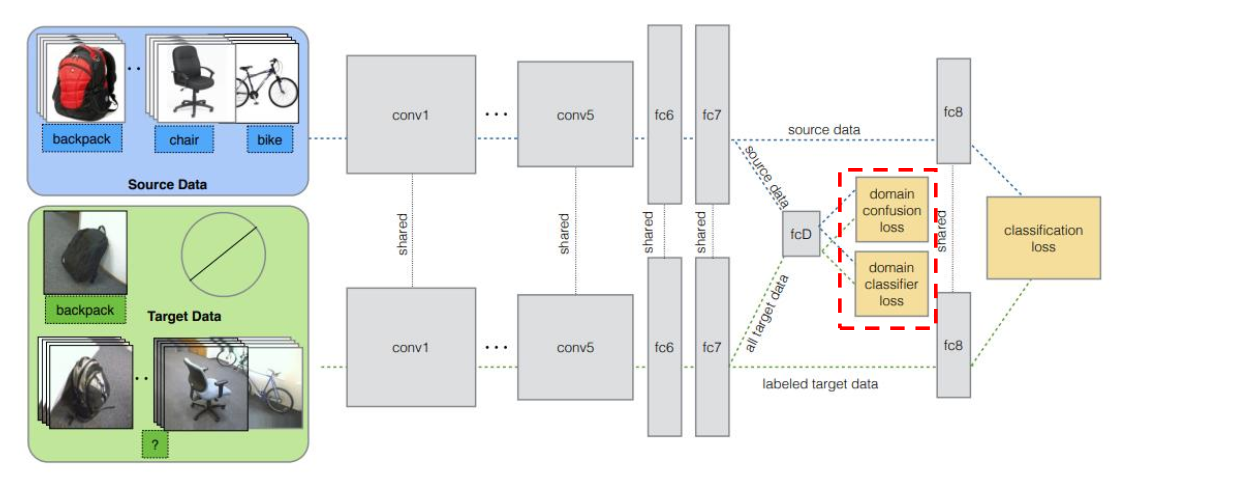 backpack
chair
bike
Source Data
backpack
Target Data
?
conv1
...
conv5
fc6
fc7
source data
fc8
source data
shared
shared
shared
shared
shared
fcD
domain
confusion
loss
domain
classifier
loss
classification
loss
all target data
conv1
...
conv5
fc6
fc7
fc8
labeled target data